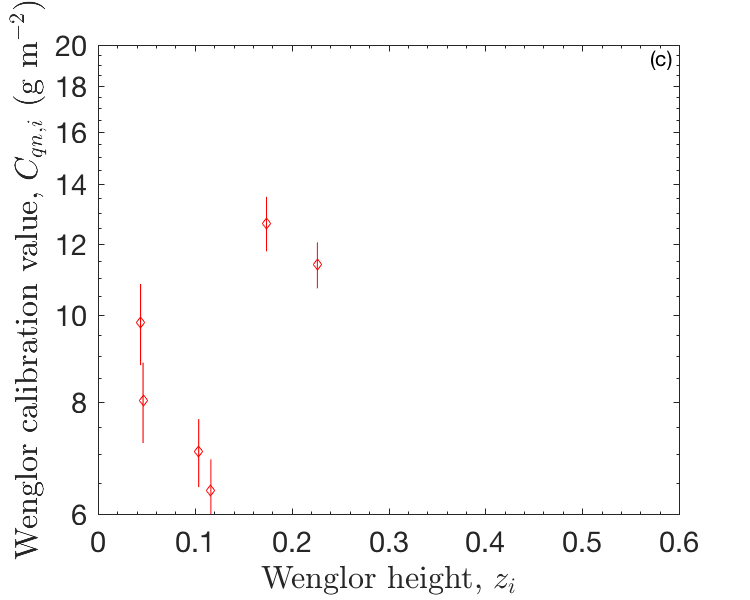 (c)
Wenglor calibration value, C_{qn,i} (g m^{-2})
20
18
16
14
12
10
8
6
0 0.1 0.2 0.3 0.4 0.5 0.6
Wenglor height, z_i